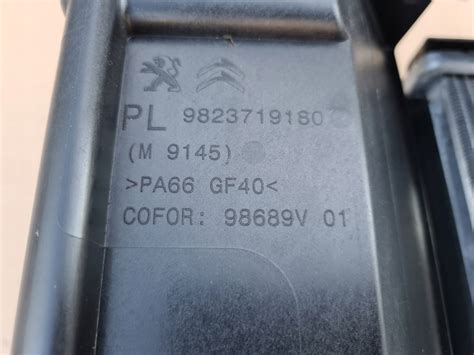 PL 9823719180
(M 9145)
>PA66 GF40<
COFOR: 98689V 01